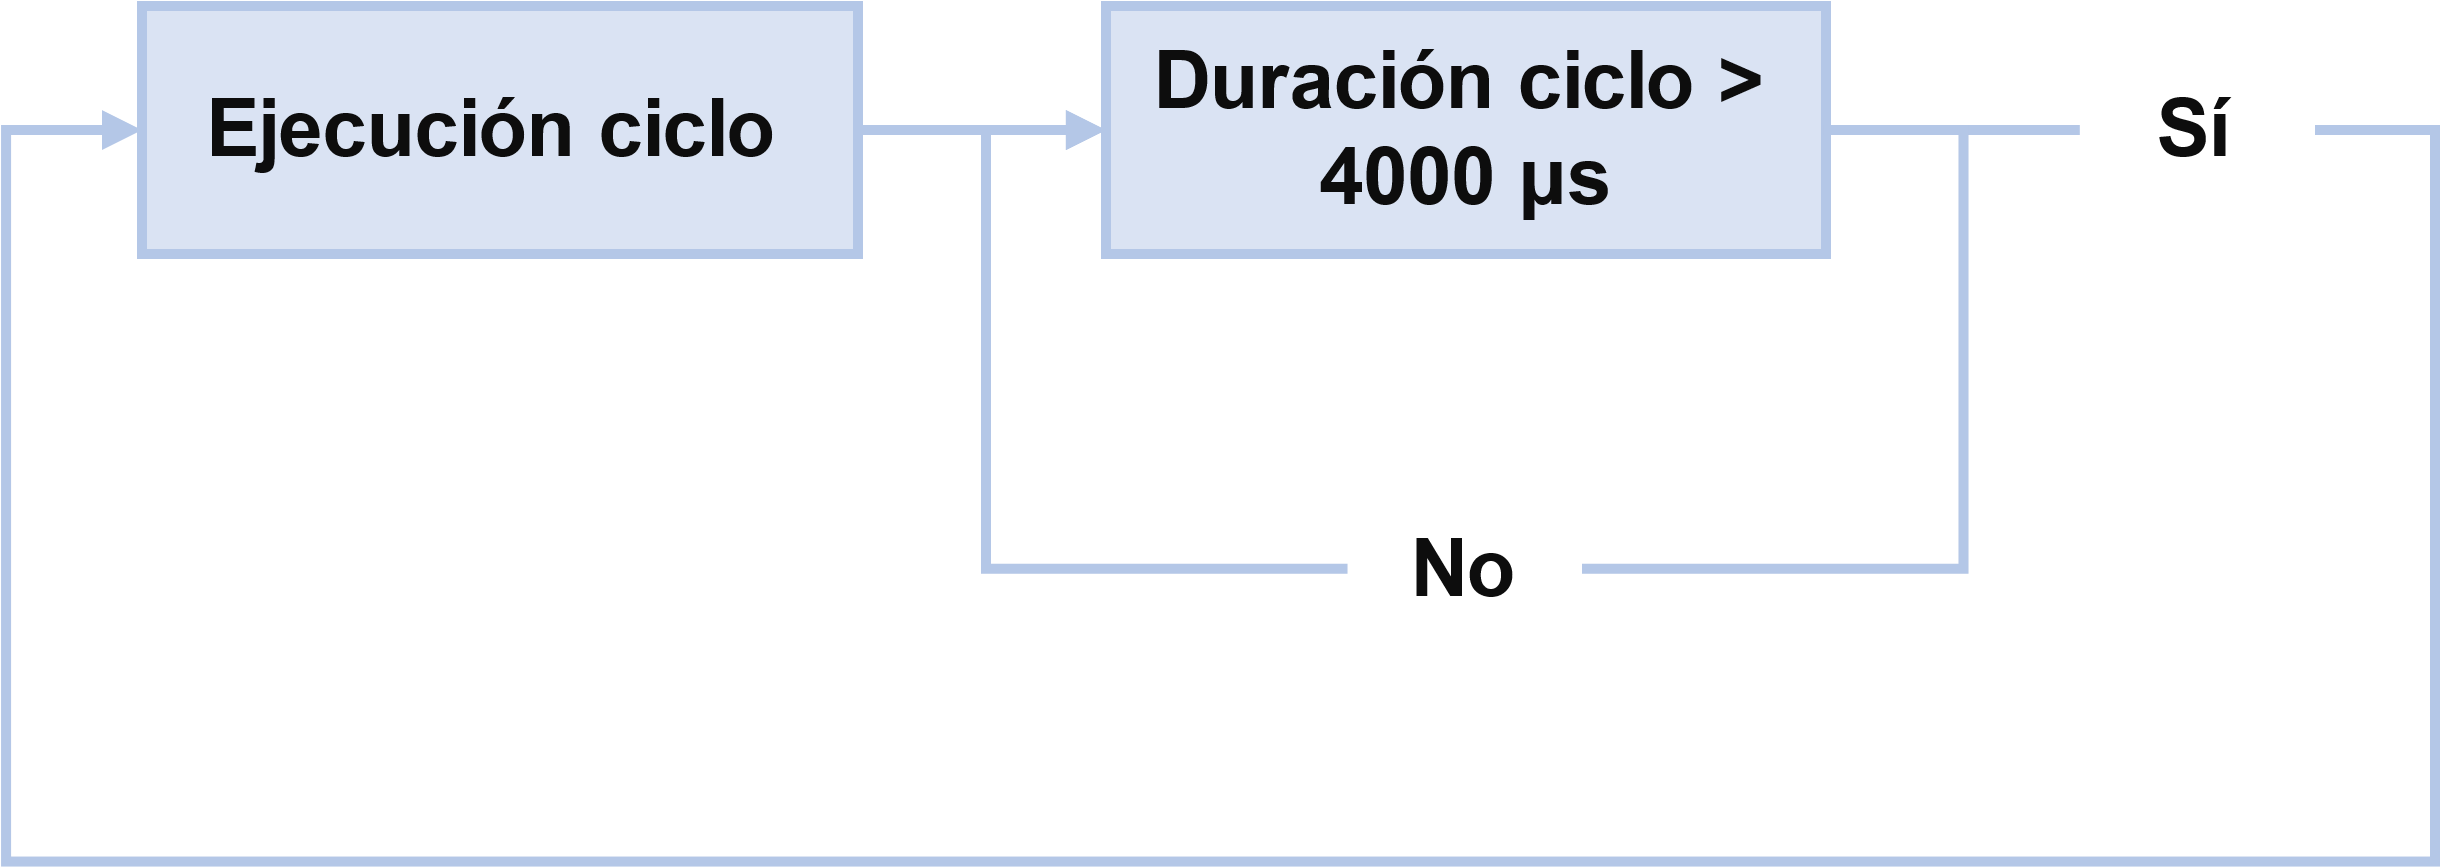 Ejecución ciclo
Duración ciclo >
4000 µs
Sí
No